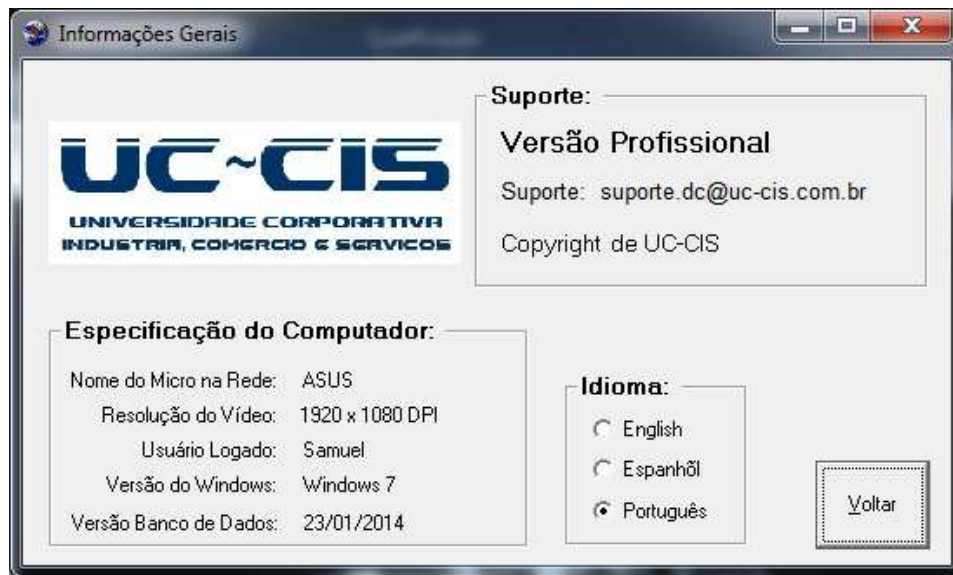 Informações Gerais
UC~CIS
UNIVERSIDADE CORPORATIVA
INDUSTRIA, COMERCIO E SERVICOS
Suporte:
Versão Profissional
Suporte: suporte.dc@uc-cis.com.br
Copyright de UC-CIS
Especificação do Computador:
Nome do Micro na Rede: ASUS
Resolução do Vídeo: 1920 x 1080 DPI
Usuário Logado: Samuel
Versão do Windows: Windows 7
Versão Banco de Dados: 23/01/2014
Idioma:
English
Espanhõl
Português
Voltar